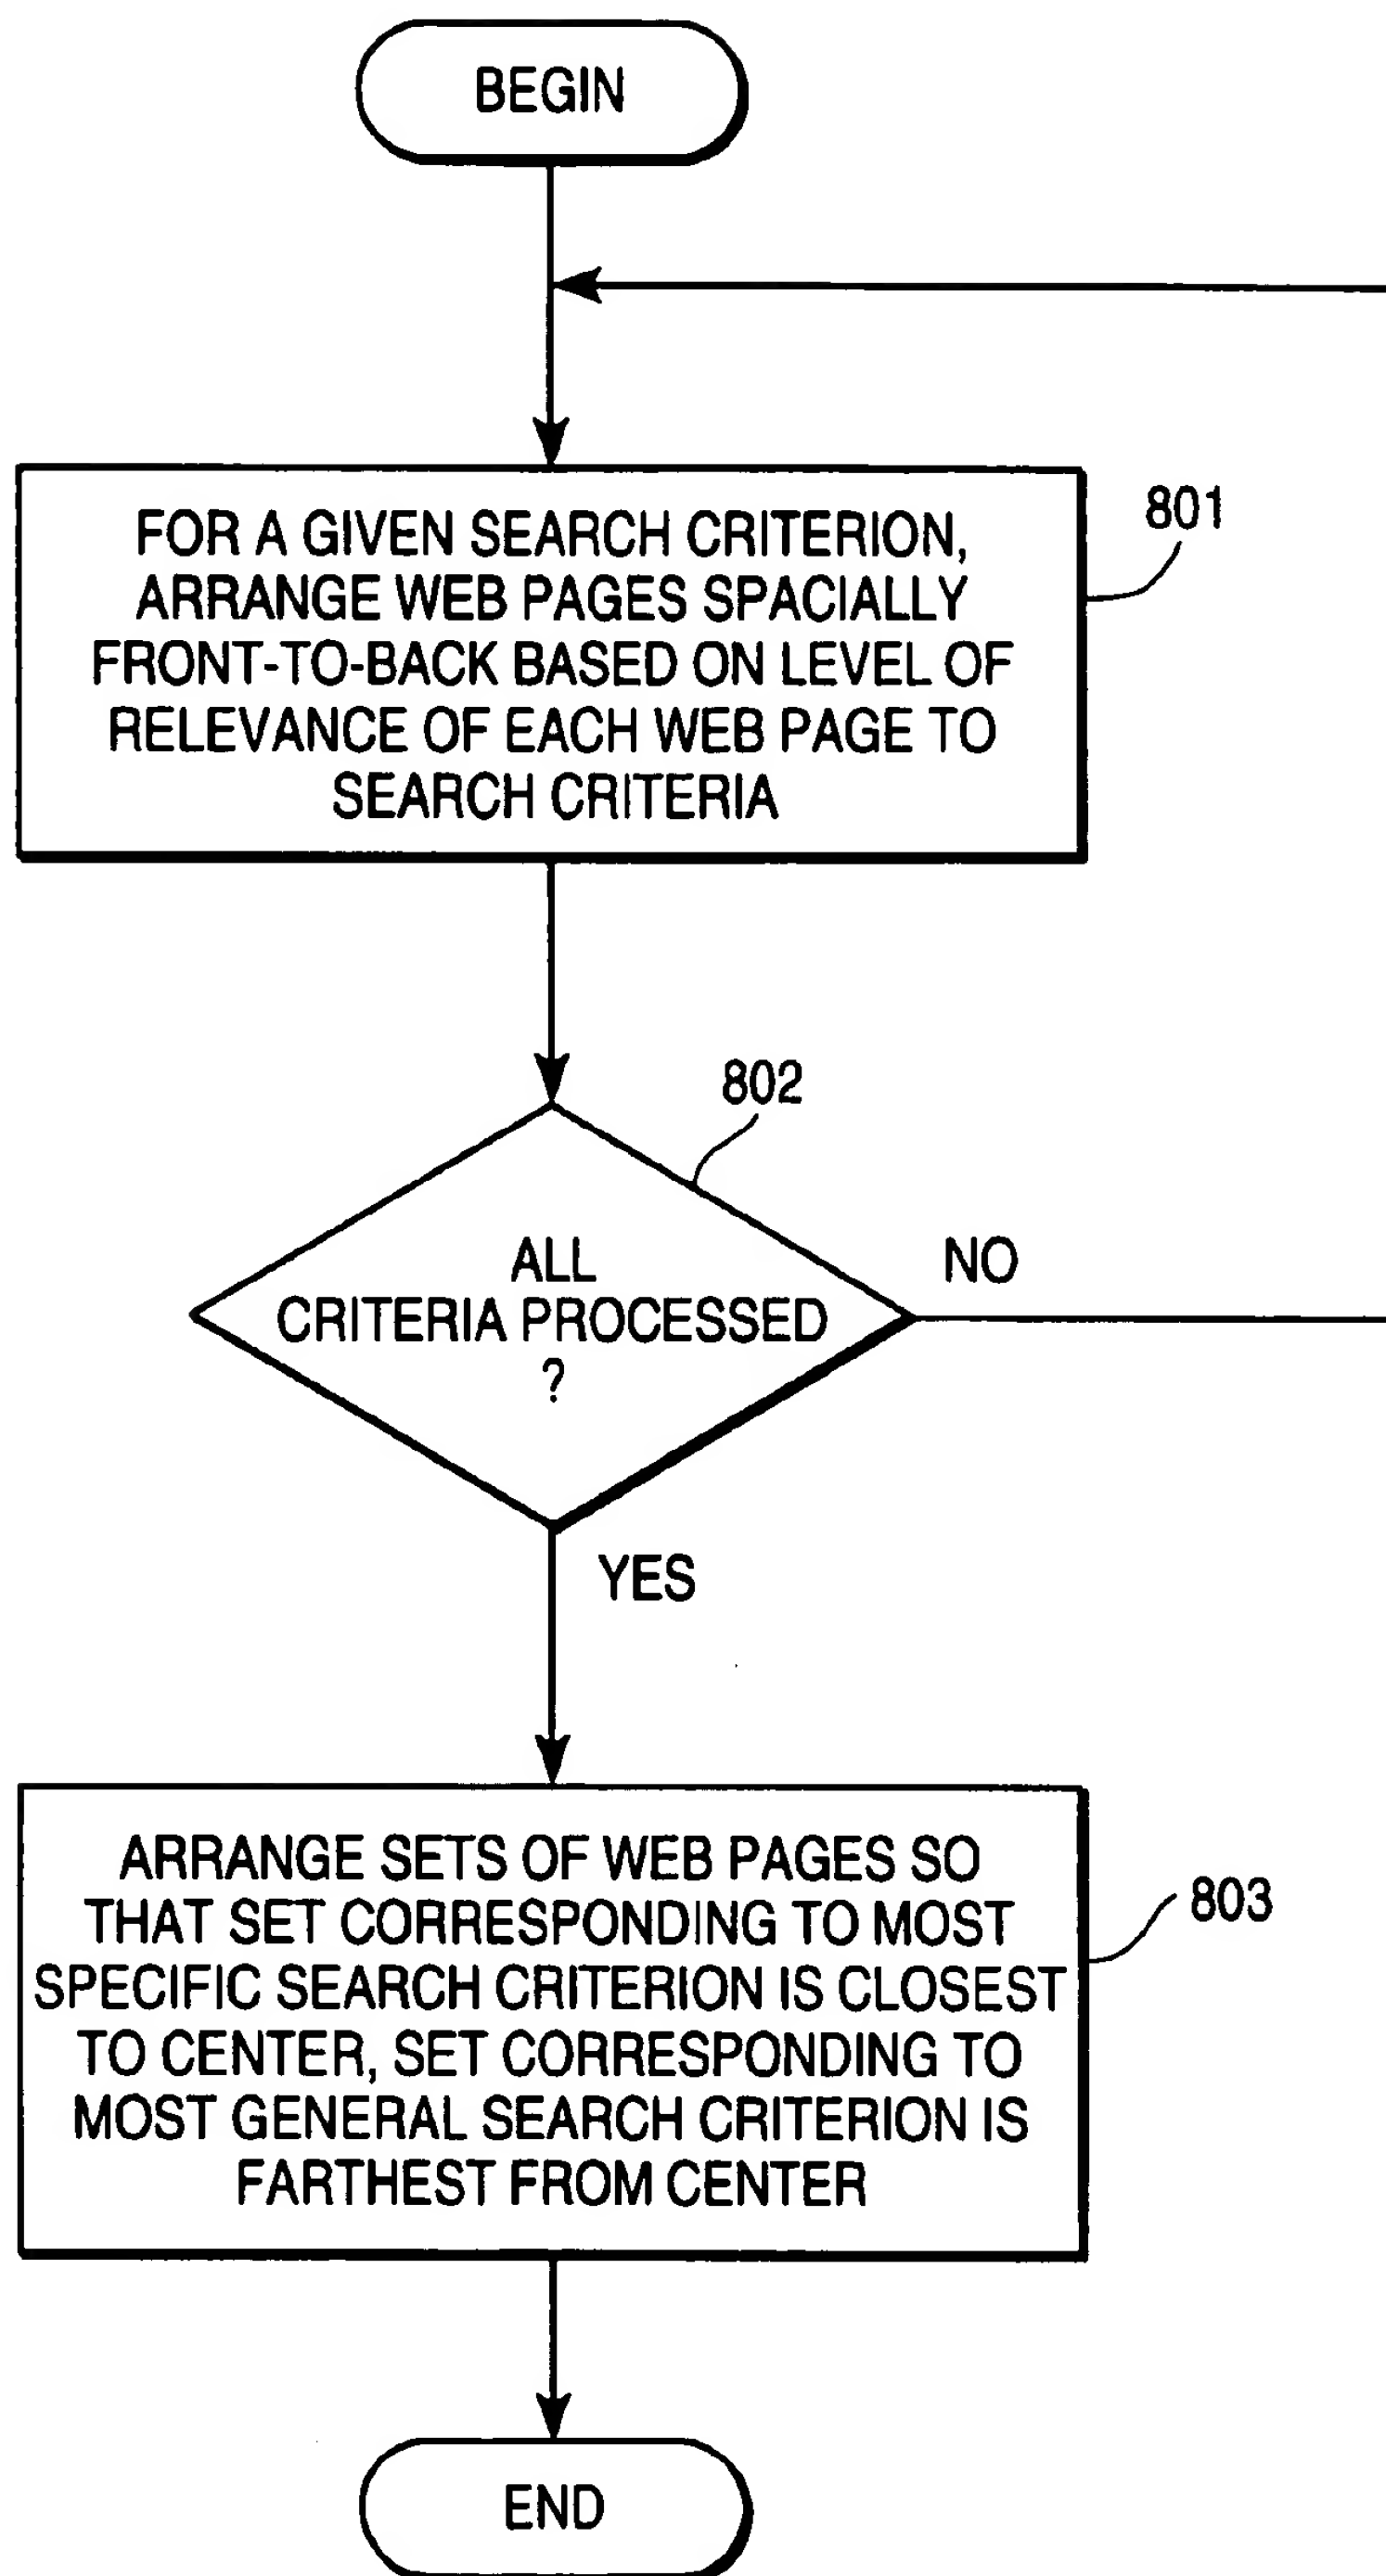 BEGIN
FOR A GIVEN SEARCH CRITERION,
ARRANGE WEB PAGES SPACIALLY
FRONT-TO-BACK BASED ON LEVEL OF
RELEVANCE OF EACH WEB PAGE TO
SEARCH CRITERIA
801
802
ALL
CRITERIA PROCESSED
?
NO
YES
ARRANGE SETS OF WEB PAGES SO
THAT SET CORRESPONDING TO MOST
SPECIFIC SEARCH CRITERION IS CLOSEST
TO CENTER, SET CORRESPONDING TO
MOST GENERAL SEARCH CRITERION IS
FARTHEST FROM CENTER
803
END